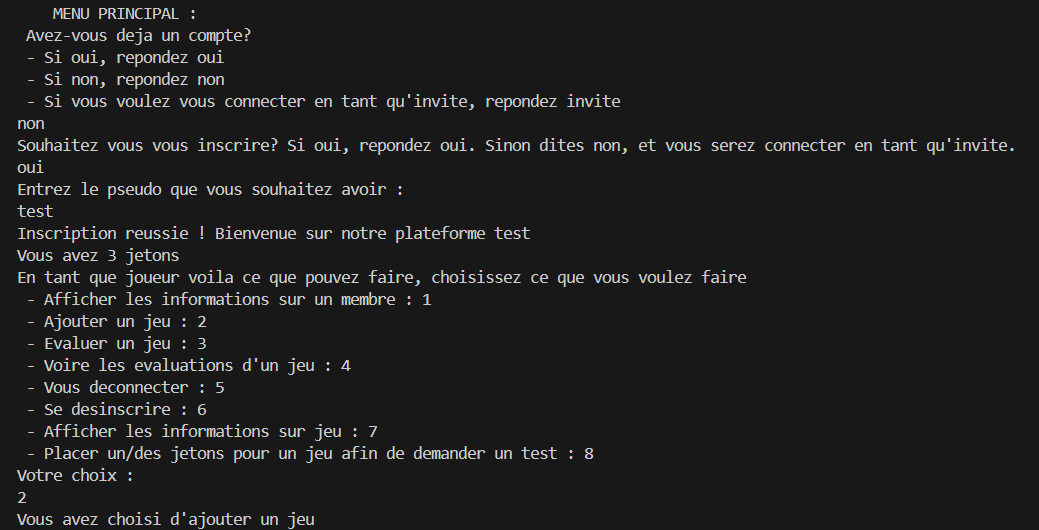 MENU PRINCIPAL :
Avez-vous deja un compte?
- Si oui, repondez oui
- Si non, repondez non
- Si vous voulez vous connecter en tant qu'invite, repondez invite
non
Souhaitez vous vous inscrire? Si oui, repondez oui. Sinon dites non, et vous serez connecter en tant qu'invite.
oui
Entrez le pseudo que vous souhaitez avoir :
test
Inscription reussie ! Bienvenue sur notre plateforme test
Vous avez 3 jetons
En tant que joueur voila ce que pouvez faire, choisissez ce que vous voulez faire
- Afficher les informations sur un membre : 1
- Ajouter un jeu : 2
- Evaluer un jeu : 3
- Voire les evaluations d'un jeu : 4
- Vous deconnecter : 5
- Se desinscrire : 6
- Afficher les informations sur jeu : 7
- Placer un/des jetons pour un jeu afin de demander un test : 8
Votre choix :
2
Vous avez choisi d'ajouter un jeu